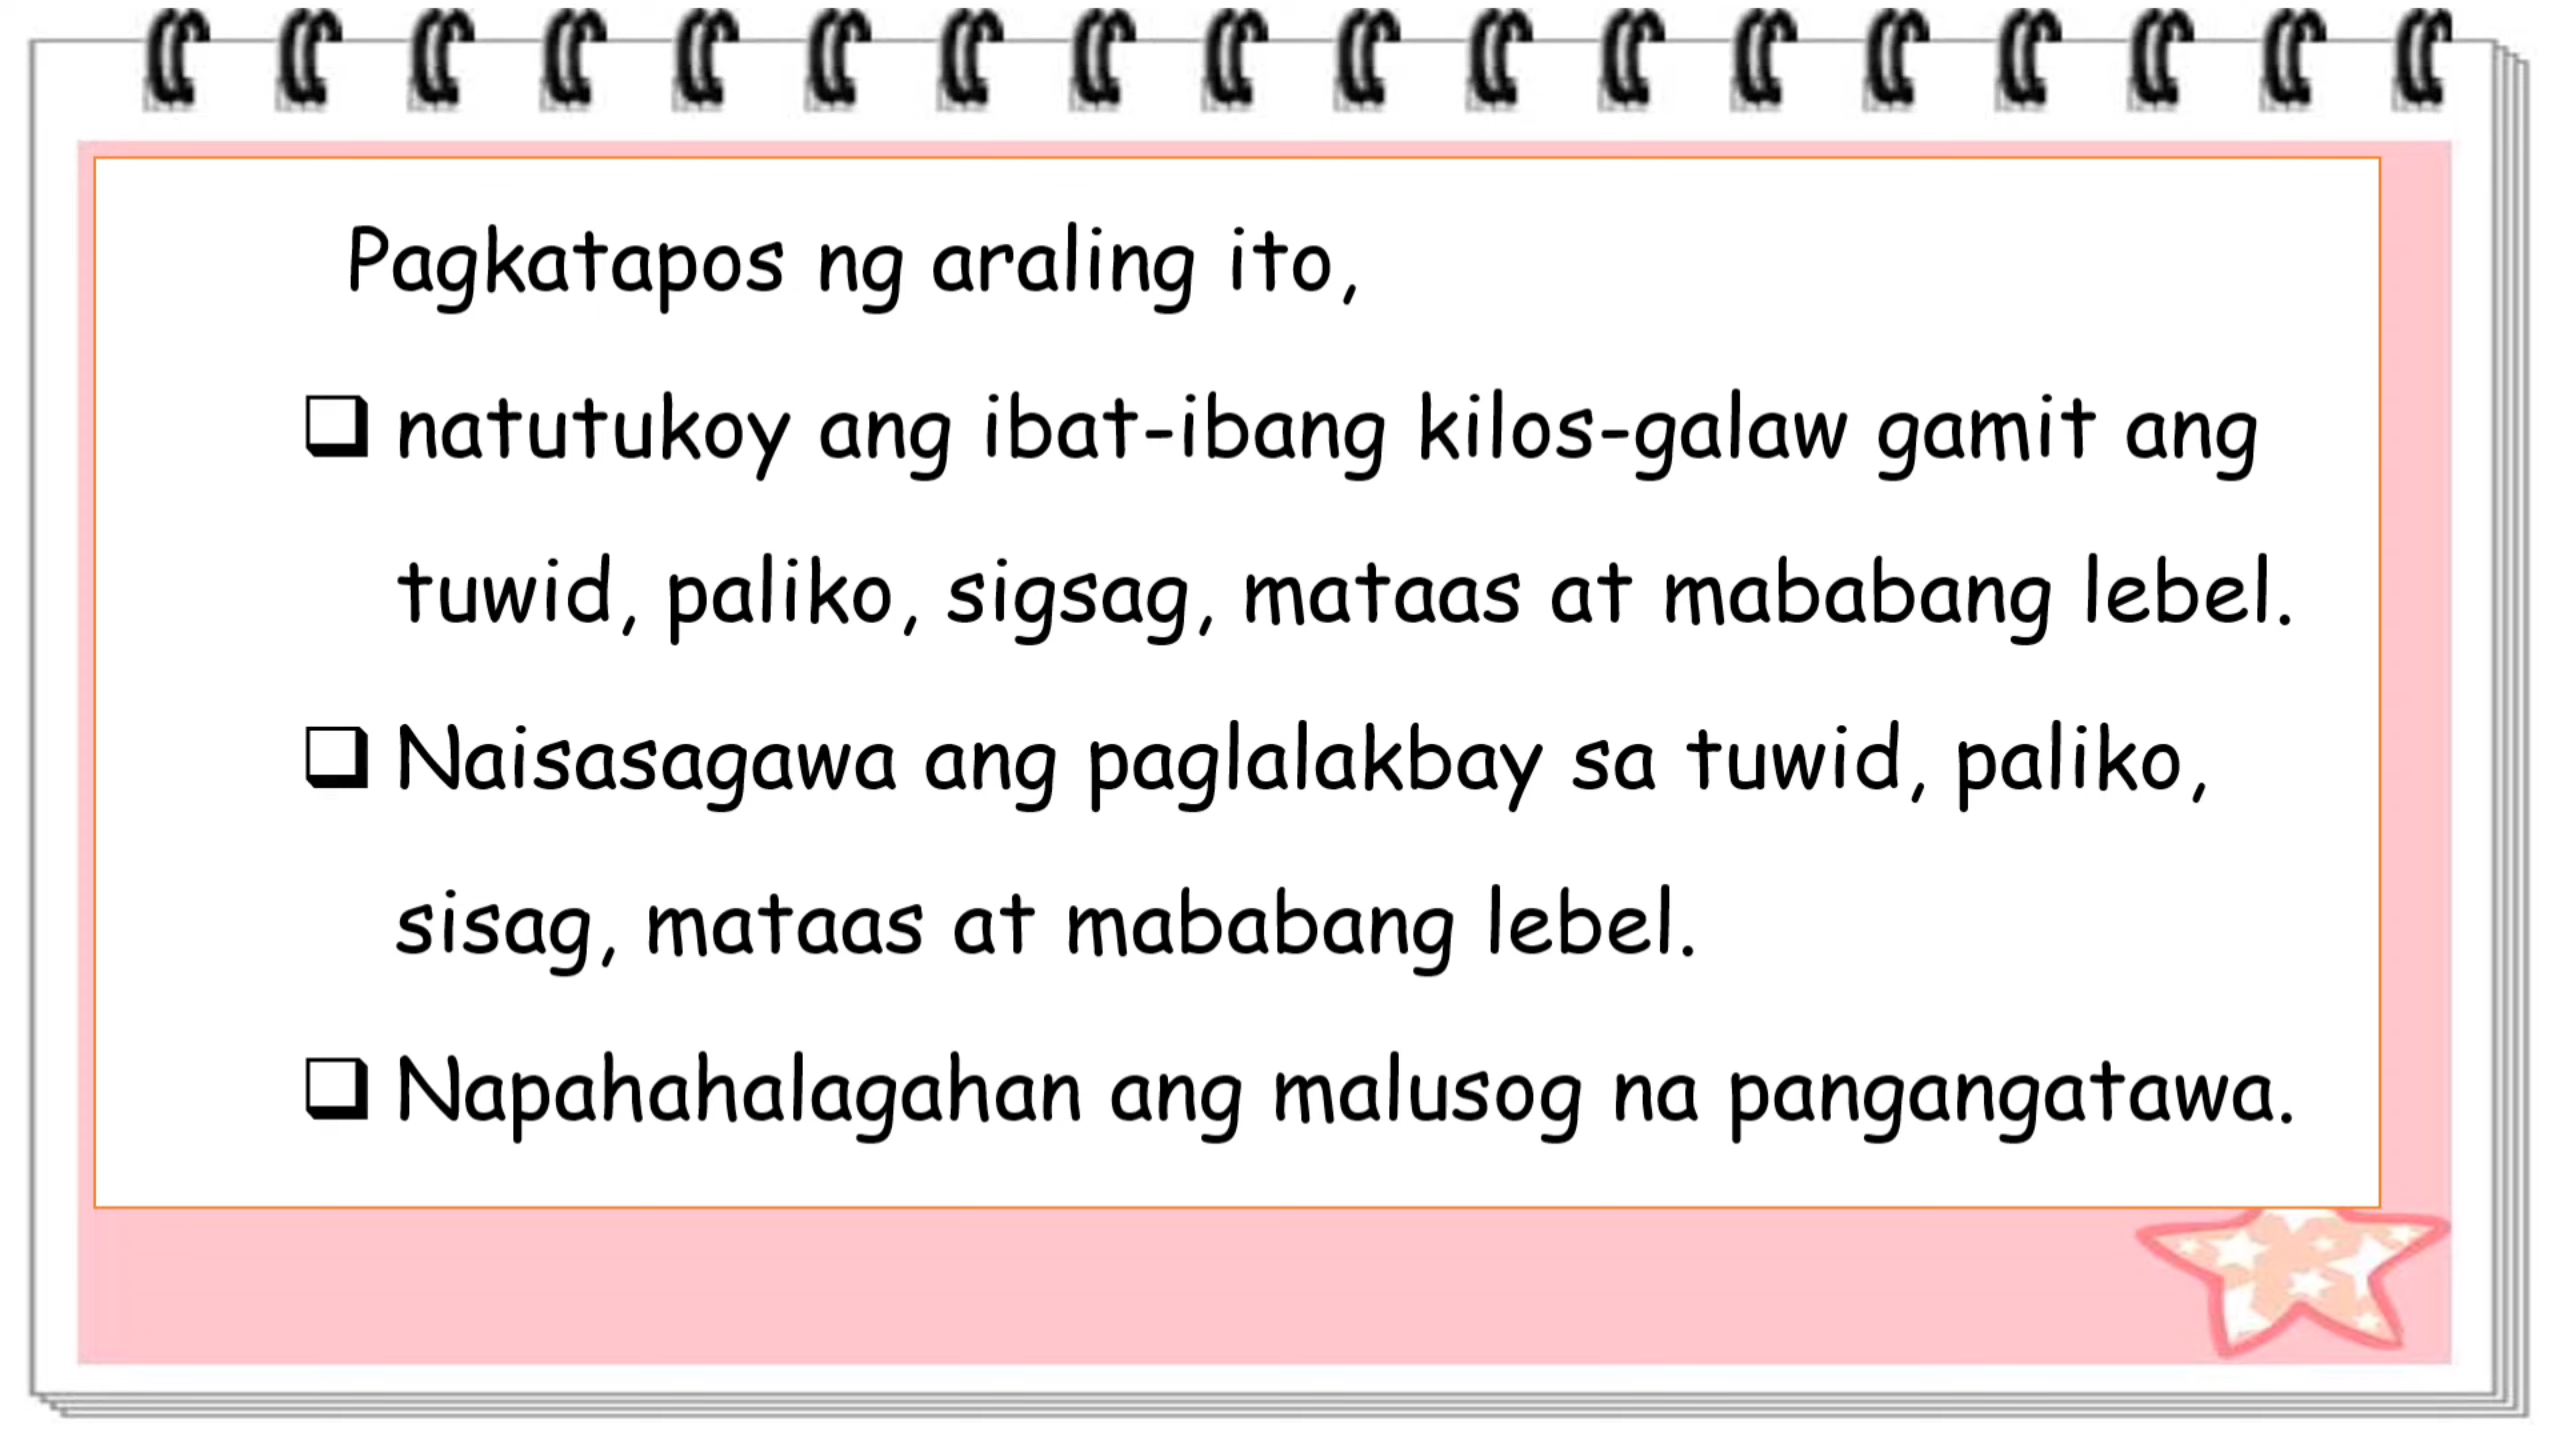 Pagkatapos ng araling ito,
❑ natutukoy ang ibat-ibang kilos-galaw gamit ang
tuwid, paliko, sigsag, mataas at mababang lebel.
❑ Naisasagawa ang paglalakbay sa tuwid, paliko,
sisag, mataas at mababang lebel.
❑ Napahahalagahan ang malusog na pangangatawa.